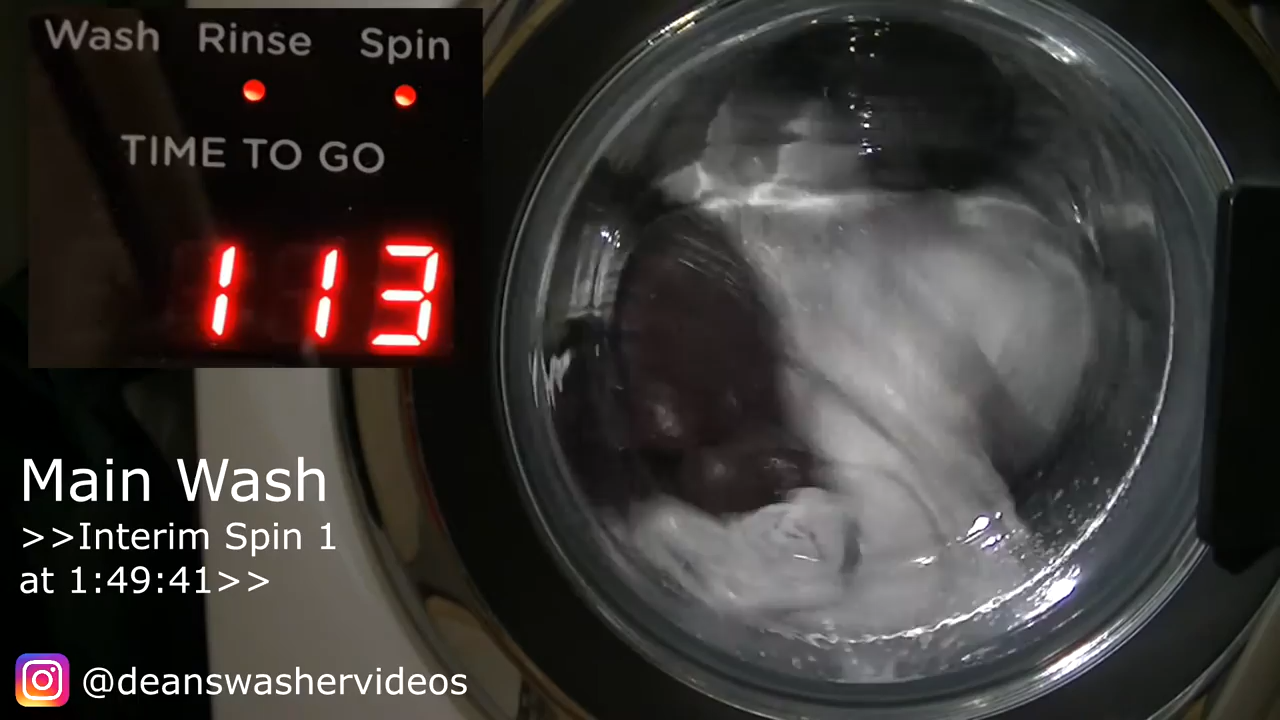 Wash Rinse Spin
TIME TO GO
113
Main Wash
>>Interim Spin 1
at 1:49:41>>
@deanswashervideos